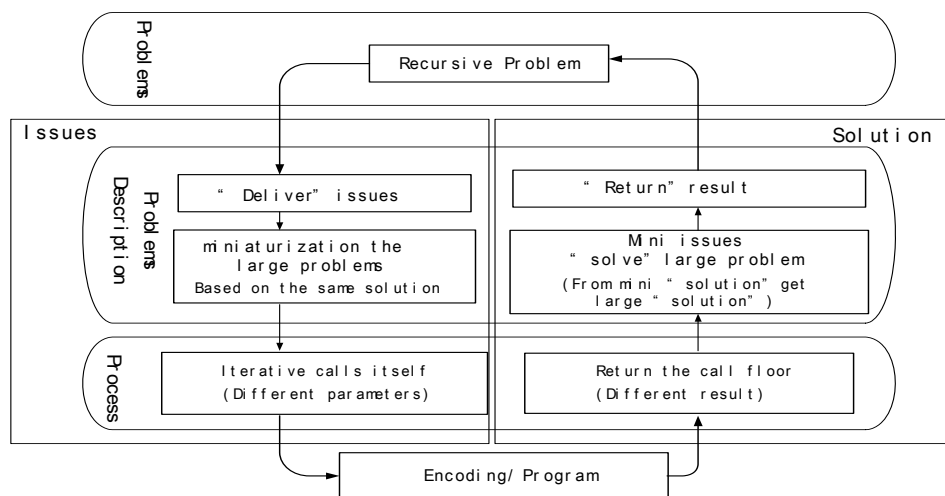 Problems
Recursive Problem
Issues
Solution
Problems
Description
“Deliver” issues
“Return” result
miniaturization the
large problems
Based on the same solution
Mini issues
“solve” large problem
(From mini “solution” get
large “solution”)
Process
Iterative calls itself
(Different parameters)
Return the call floor
(Different result)
Encoding/ Program